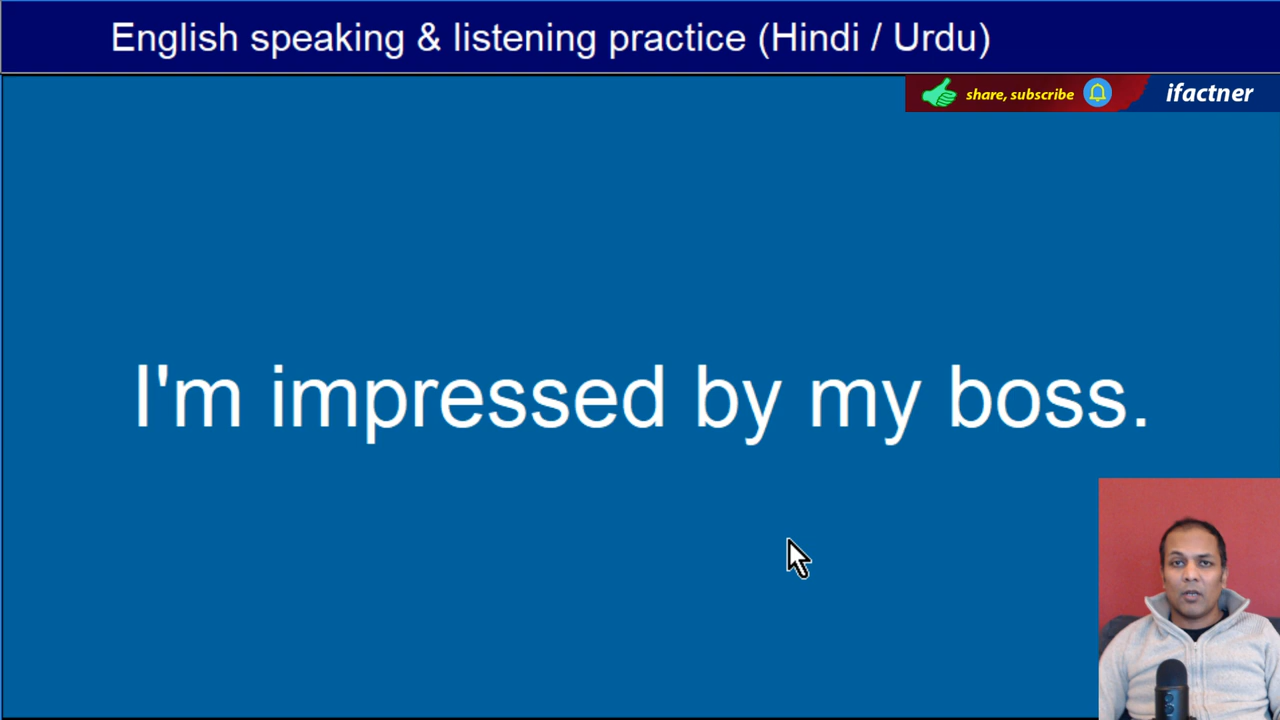 English speaking & listening practice (Hindi / Urdu)
share, subscribe
ifactner
I'm impressed by my boss.